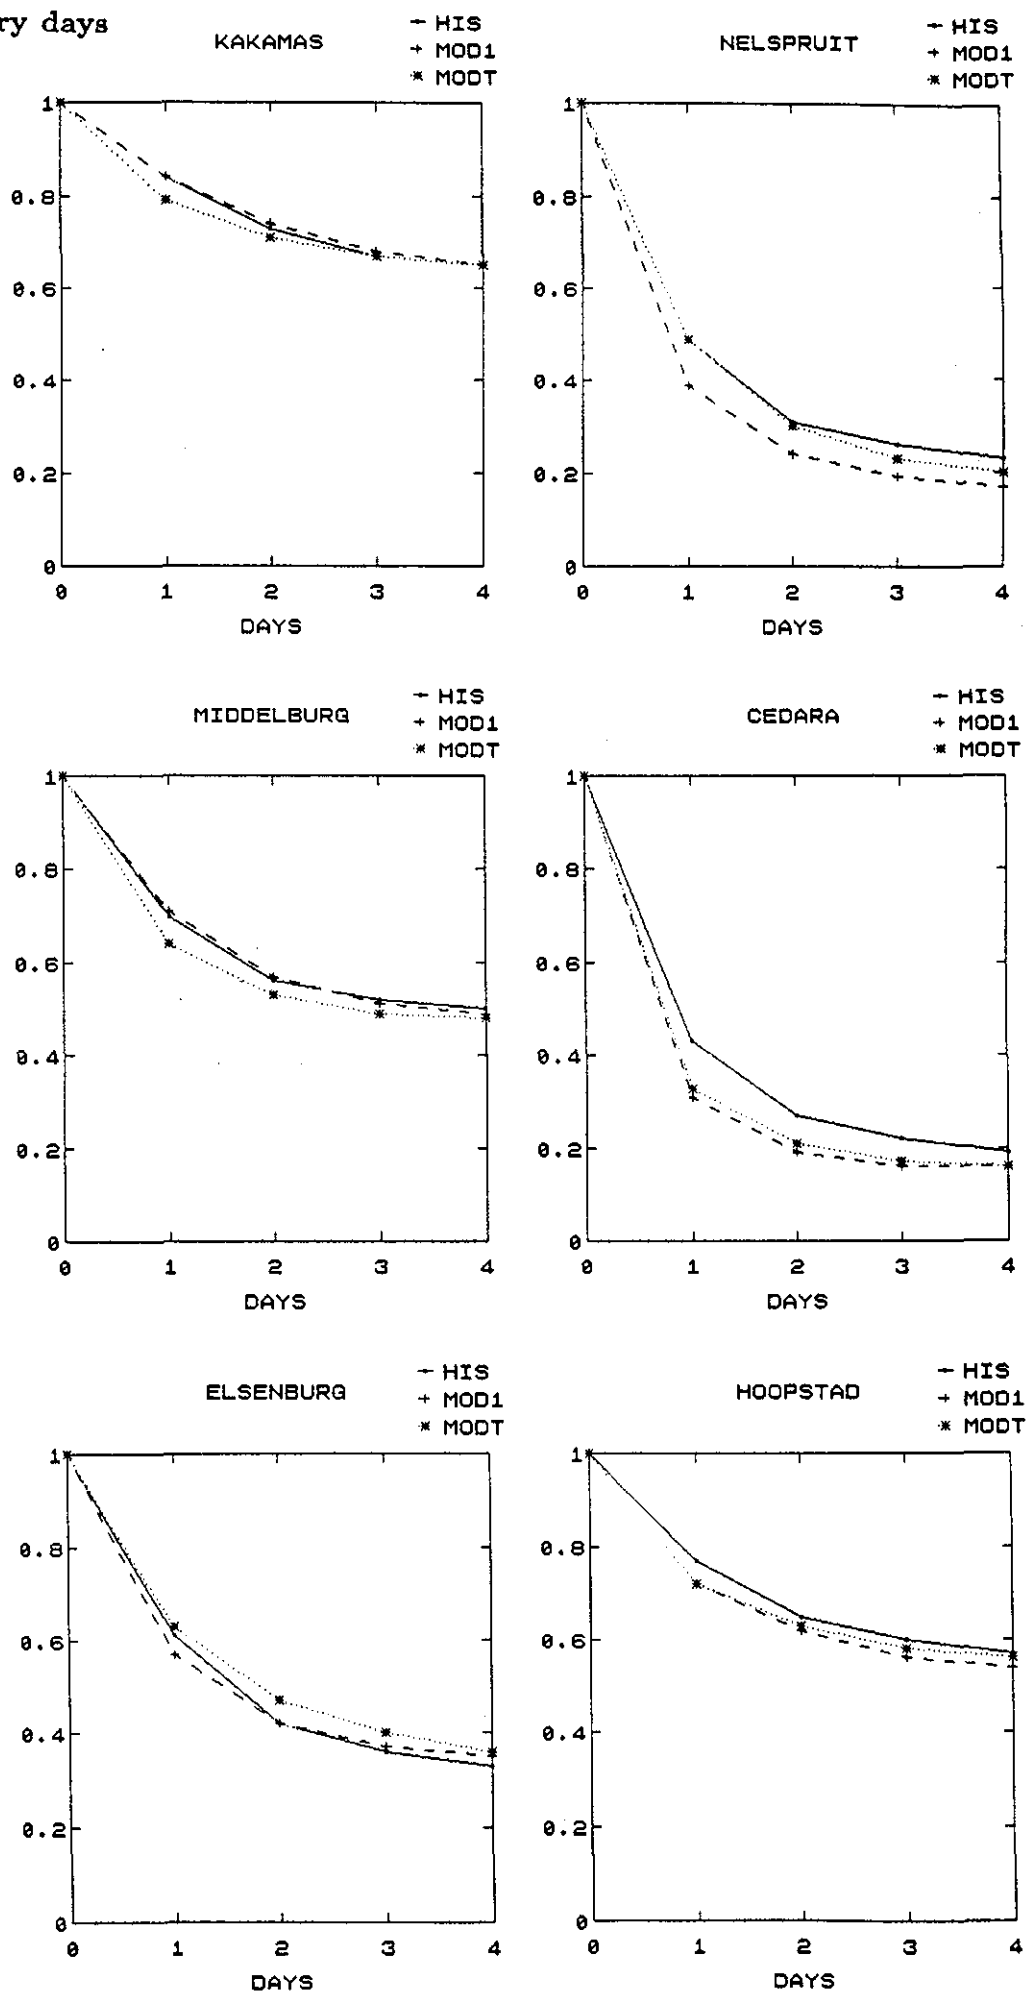 ry days
KAKAMAS
HIS
MOD1
MODT
1
0.8
0.6
0.4
0.2
0
0 1 2 3 4
DAYS
NELSPRUIT
HIS
MOD1
MODT
1
0.8
0.6
0.4
0.2
0
0 1 2 3 4
DAYS
MIDDELBURG
HIS
MOD1
MODT
1
0.8
0.6
0.4
0.2
0
0 1 2 3 4
DAYS
CEDARA
HIS
MOD1
MODT
1
0.8
0.6
0.4
0.2
0
0 1 2 3 4
DAYS
ELSENBURG
HIS
MOD1
MODT
1
0.8
0.6
0.4
0.2
0
0 1 2 3 4
DAYS
HOOPSTAD
HIS
MOD1
MODT
1
0.8
0.6
0.4
0.2
0
0 1 2 3 4
DAYS